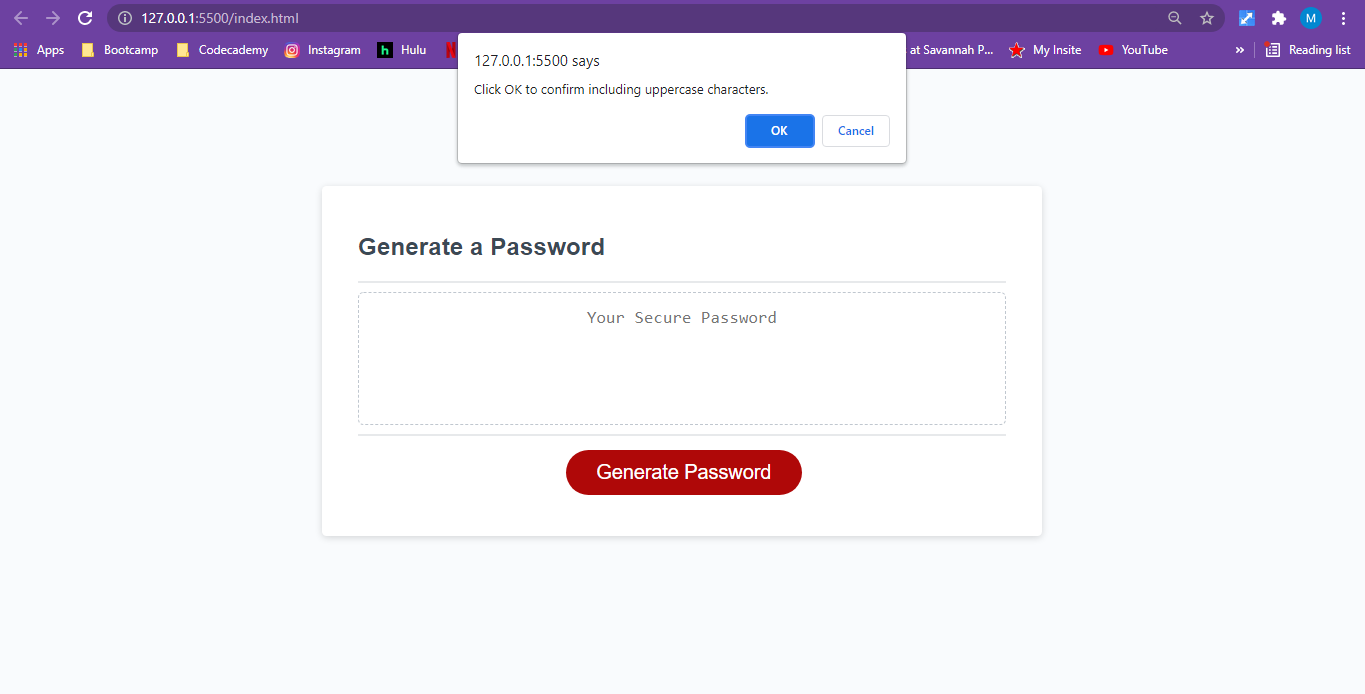 127.0.0.1:5500/index.html
M
Apps Bootcamp Codecademy Instagram h Hulu at Savannah P... My Insite YouTube » Reading list
127.0.0.1:5500 says
Click OK to confirm including uppercase characters.
OK Cancel
Generate a Password
Your Secure Password
Generate Password